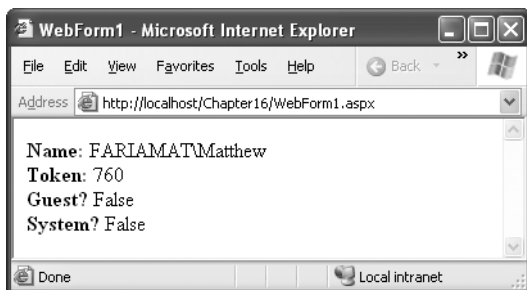 WebForm1 - Microsoft Internet Explorer
File Edit View Favorites Tools Help Back »
Address http://localhost/Chapter16/WebForm1.aspx
Name: FARIAMAT\Matthew
Token: 760
Guest? False
System? False
Done Local intranet